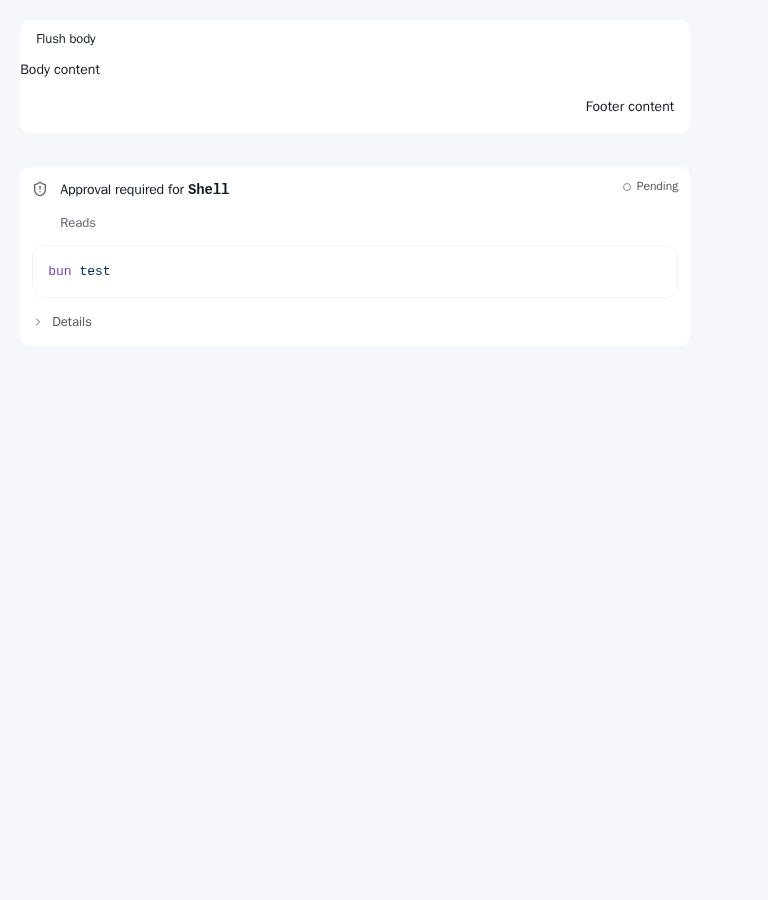 Flush body
Body content
Footer content
Approval required for Shell
Pending
Reads
bun test
Details